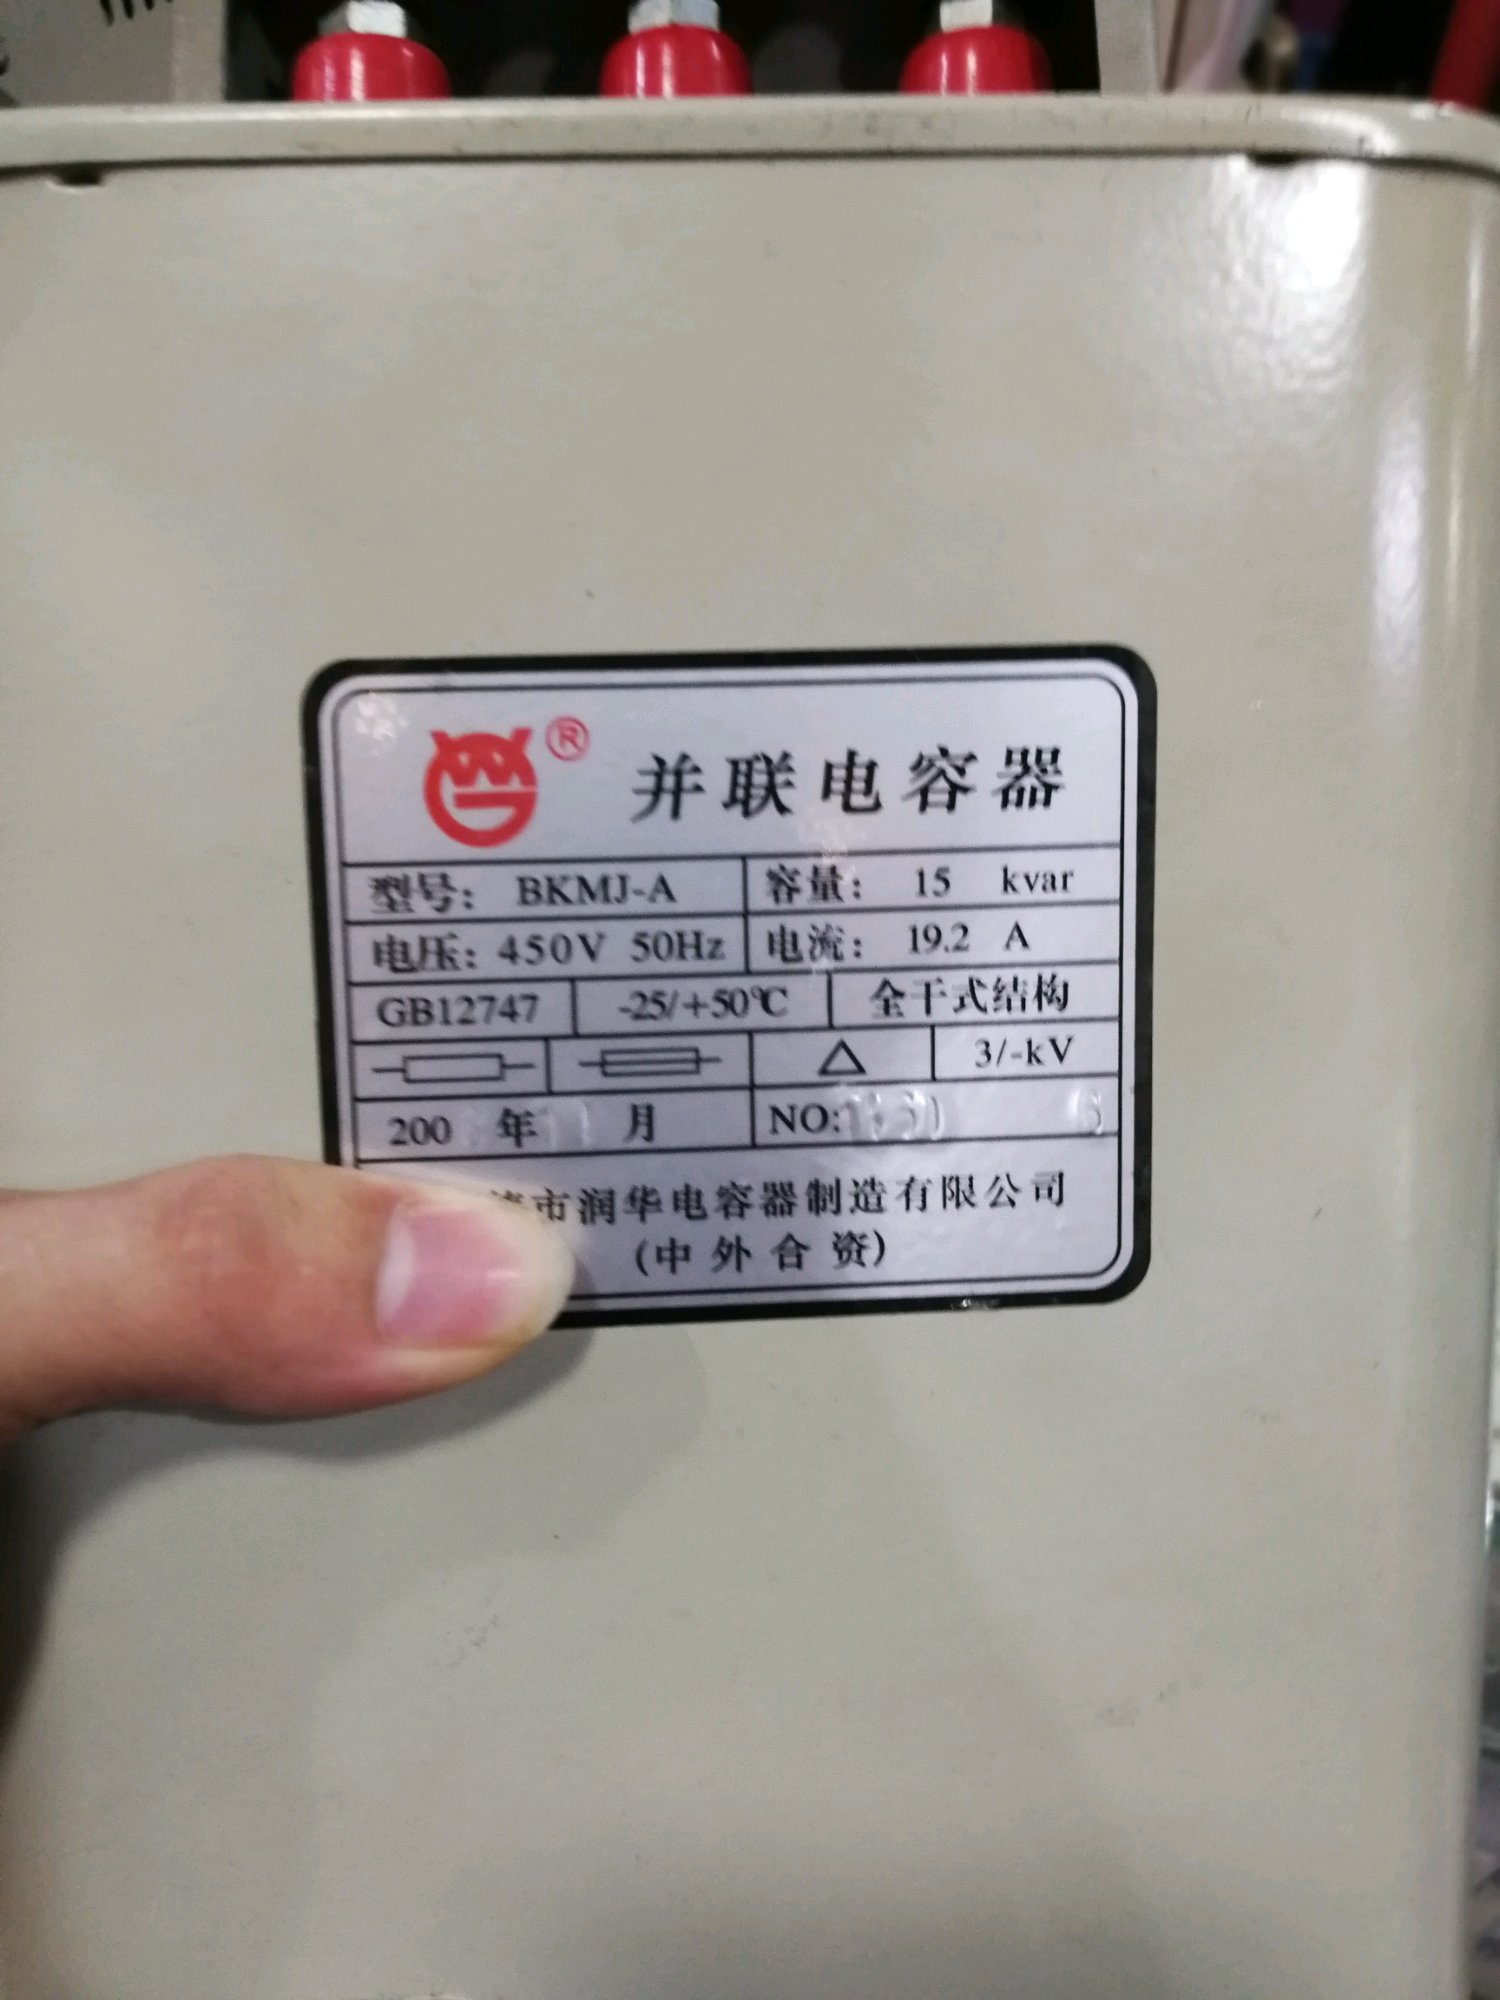 ® 并联电容器
型号: BKMJ-A 容量: 15 kvar
电压: 450V 50Hz 电流: 19.2 A
GB12747 -25/+50℃ 全干式结构
△ 3/-kV
200 年 月 NO:
市润华电容器制造有限公司
(中外合资)